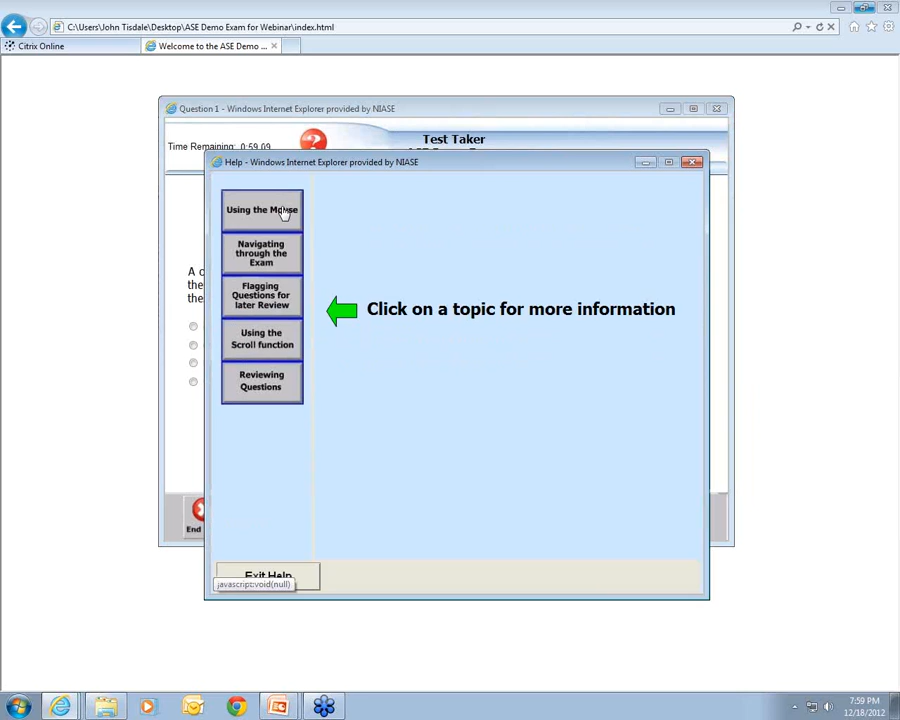 C:\Users\John Tisdale\Desktop\ASE Demo Exam for Webinar\index.html
Citrix Online
Welcome to the ASE Demo ...
Question 1 - Windows Internet Explorer provided by NIASE
Time Remaining: 0:59:09
Test Taker
Help - Windows Internet Explorer provided by NIASE
Using the Mouse
Navigating
through the
Exam
Flagging
Questions for
later Review
Using the
Scroll function
Reviewing
Questions
Click on a topic for more information
End
Exit Help
javascript:void(null)
7:59 PM
12/18/2012